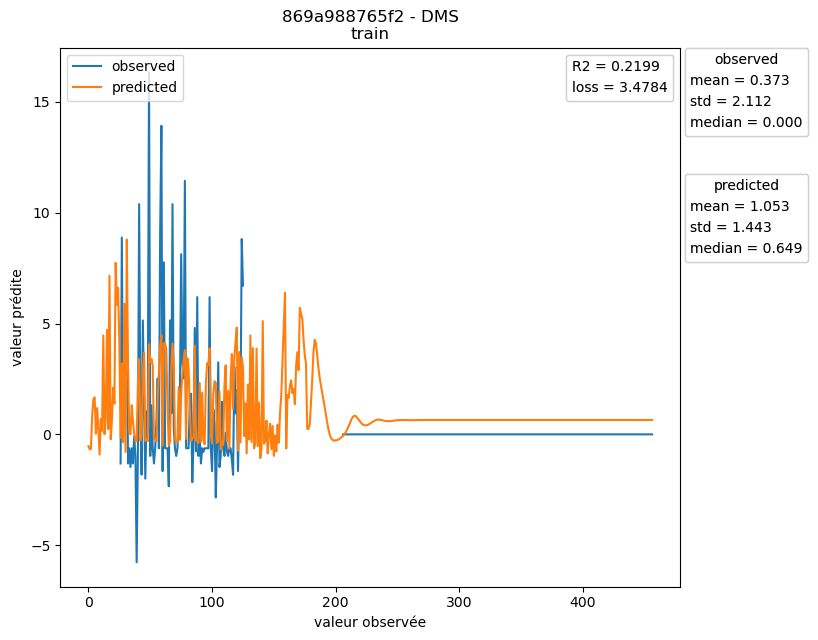 869a988765f2 - DMS
train
observed
predicted
R2 = 0.2199
loss = 3.4784
observed
mean = 0.373
std = 2.112
median = 0.000
predicted
mean = 1.053
std = 1.443
median = 0.649
valeur prédite
15
10
5
0
−5
0
100
200
300
400
valeur observée